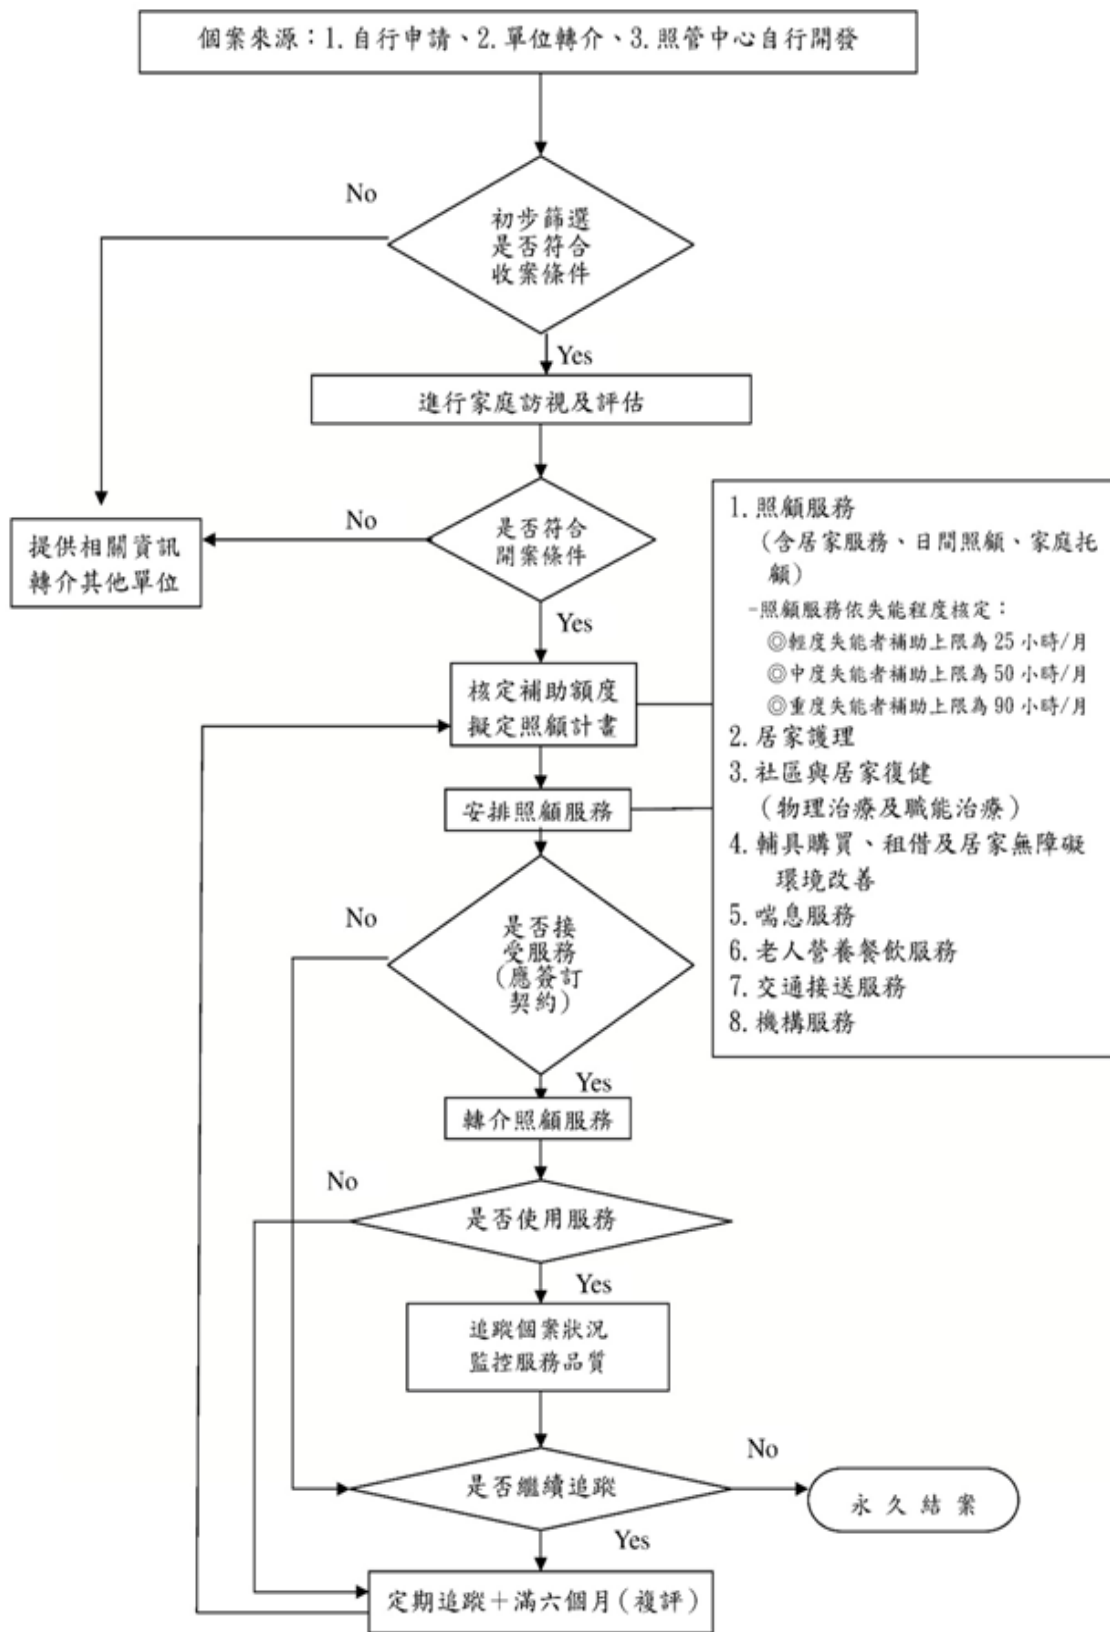 個案來源：1.自行申請、2.單位轉介、3.照管中心自行開發
No
初步篩選
是否符合
收案條件
Yes
進行家庭訪視及評估
No
是否符合
開案條件
提供相關資訊
轉介其他單位
Yes
核定補助額度
擬定照顧計畫
安排照顧服務
1.照顧服務
(含居家服務、日間照顧、家庭托
顧)
-照顧服務依失能程度核定：
◎輕度失能者補助上限為 25 小時/月
◎中度失能者補助上限為 50 小時/月
◎重度失能者補助上限為 90 小時/月
2.居家護理
3.社區與居家復健
(物理治療及職能治療)
4.輔具購買、租借及居家無障礙
環境改善
5.喘息服務
6.老人營養餐飲服務
7.交通接送服務
8.機構服務
No
是否接
受服務
(應簽訂
契約)
Yes
轉介照顧服務
No
是否使用服務
Yes
追蹤個案狀況
監控服務品質
是否繼續追蹤
No
永久結案
Yes
定期追蹤＋滿六個月(複評)